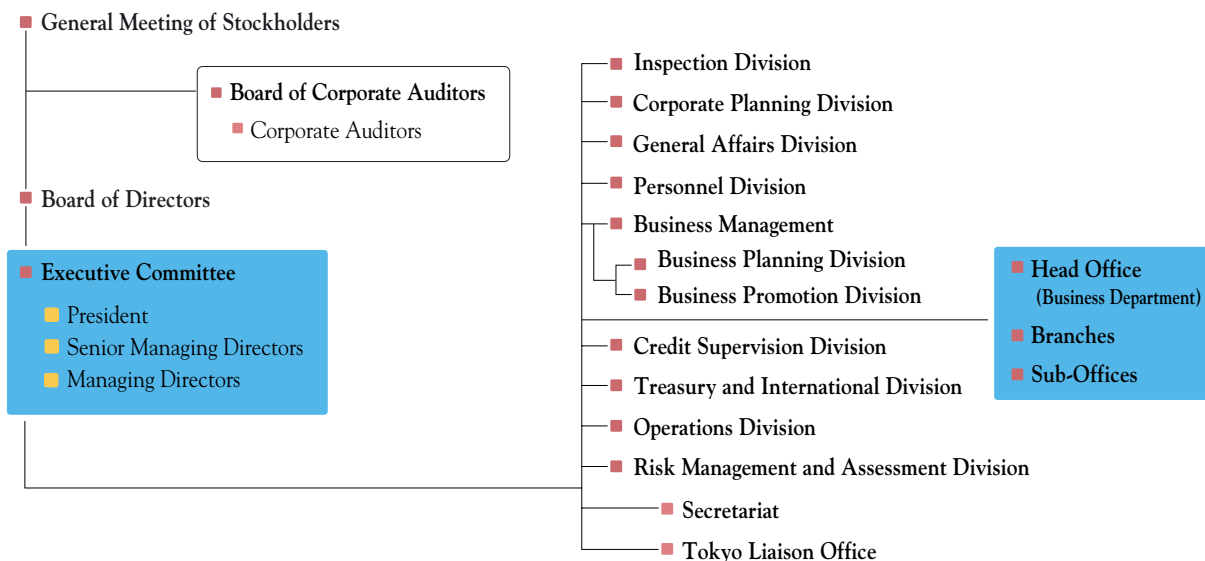 General Meeting of Stockholders
Board of Corporate Auditors
Corporate Auditors
Board of Directors
Executive Committee
President
Senior Managing Directors
Managing Directors
Inspection Division
Corporate Planning Division
General Affairs Division
Personnel Division
Business Management
Business Planning Division
Business Promotion Division
Credit Supervision Division
Treasury and International Division
Operations Division
Risk Management and Assessment Division
Secretariat
Tokyo Liaison Office
Head Office
(Business Department)
Branches
Sub-Offices